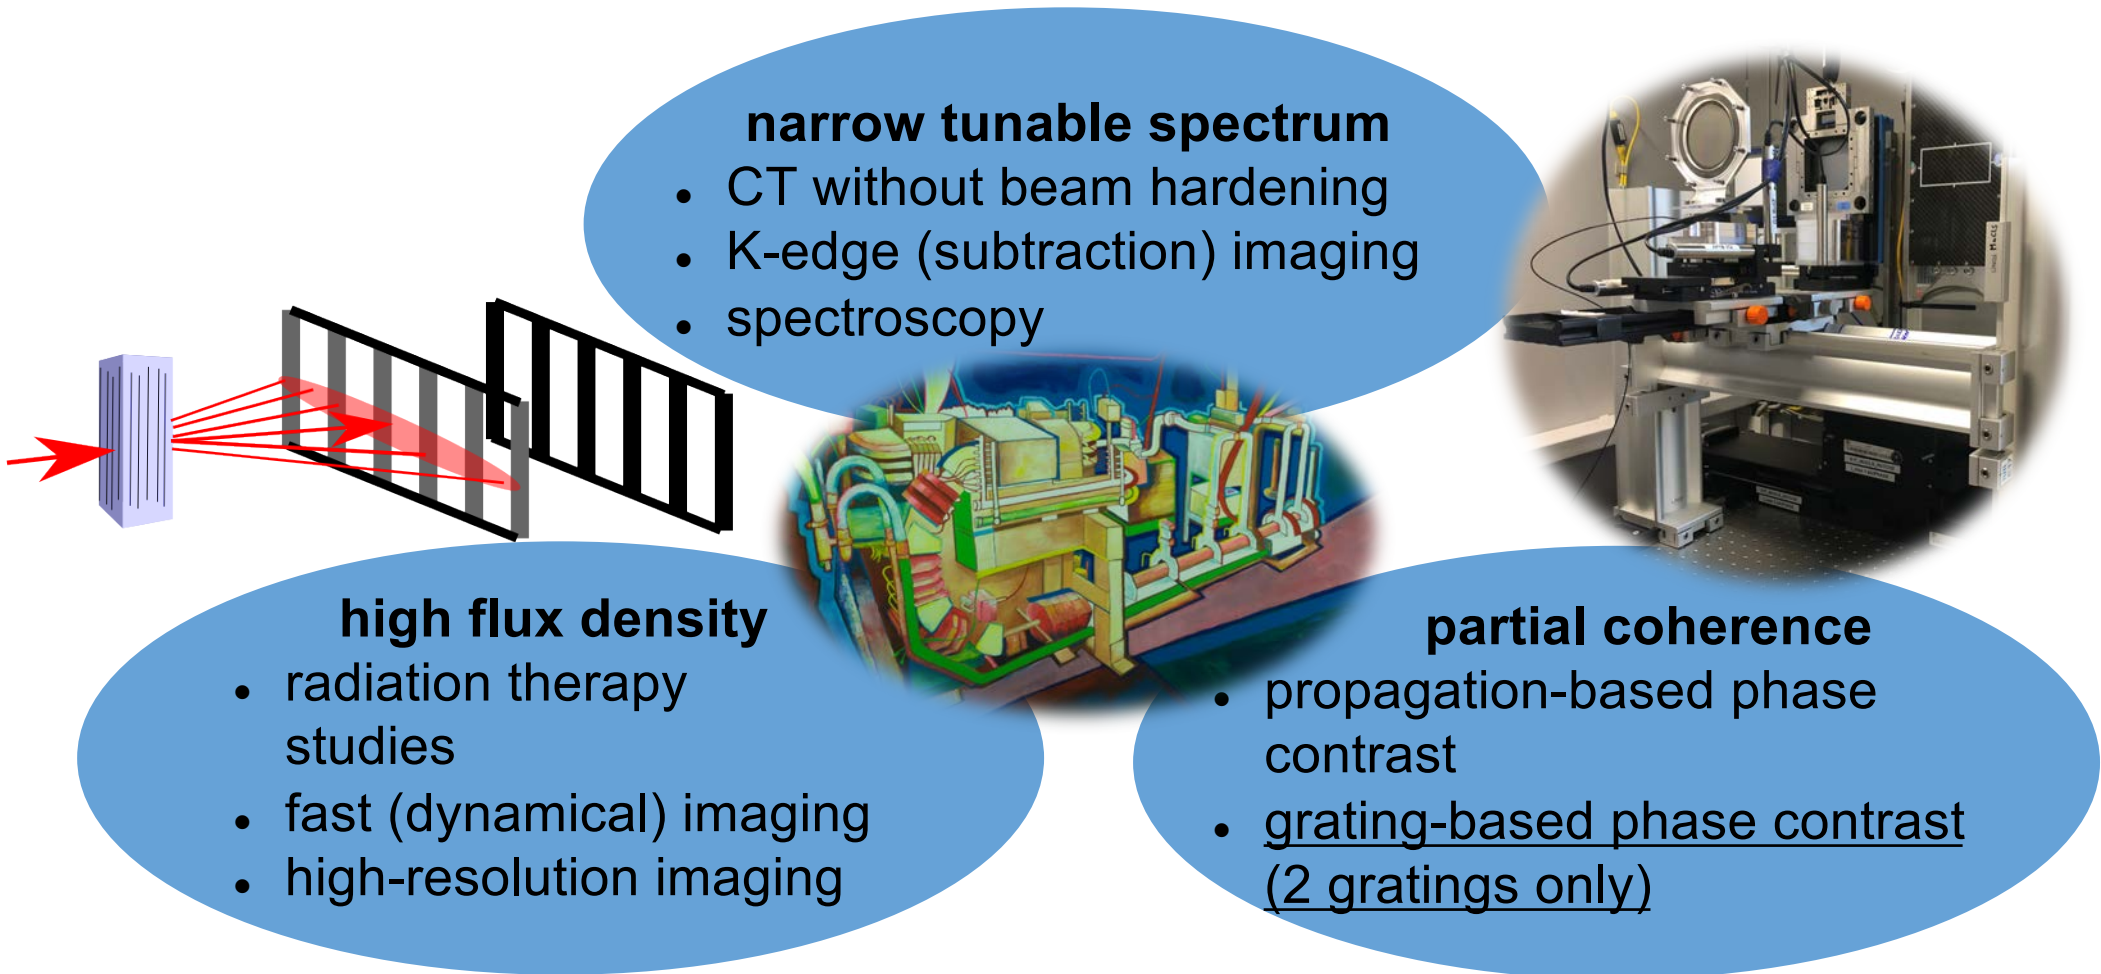 narrow tunable spectrum
• CT without beam hardening
• K-edge (subtraction) imaging
• spectroscopy
high flux density
• radiation therapy
studies
• fast (dynamical) imaging
• high-resolution imaging
partial coherence
• propagation-based phase
contrast
• grating-based phase contrast
(2 gratings only)